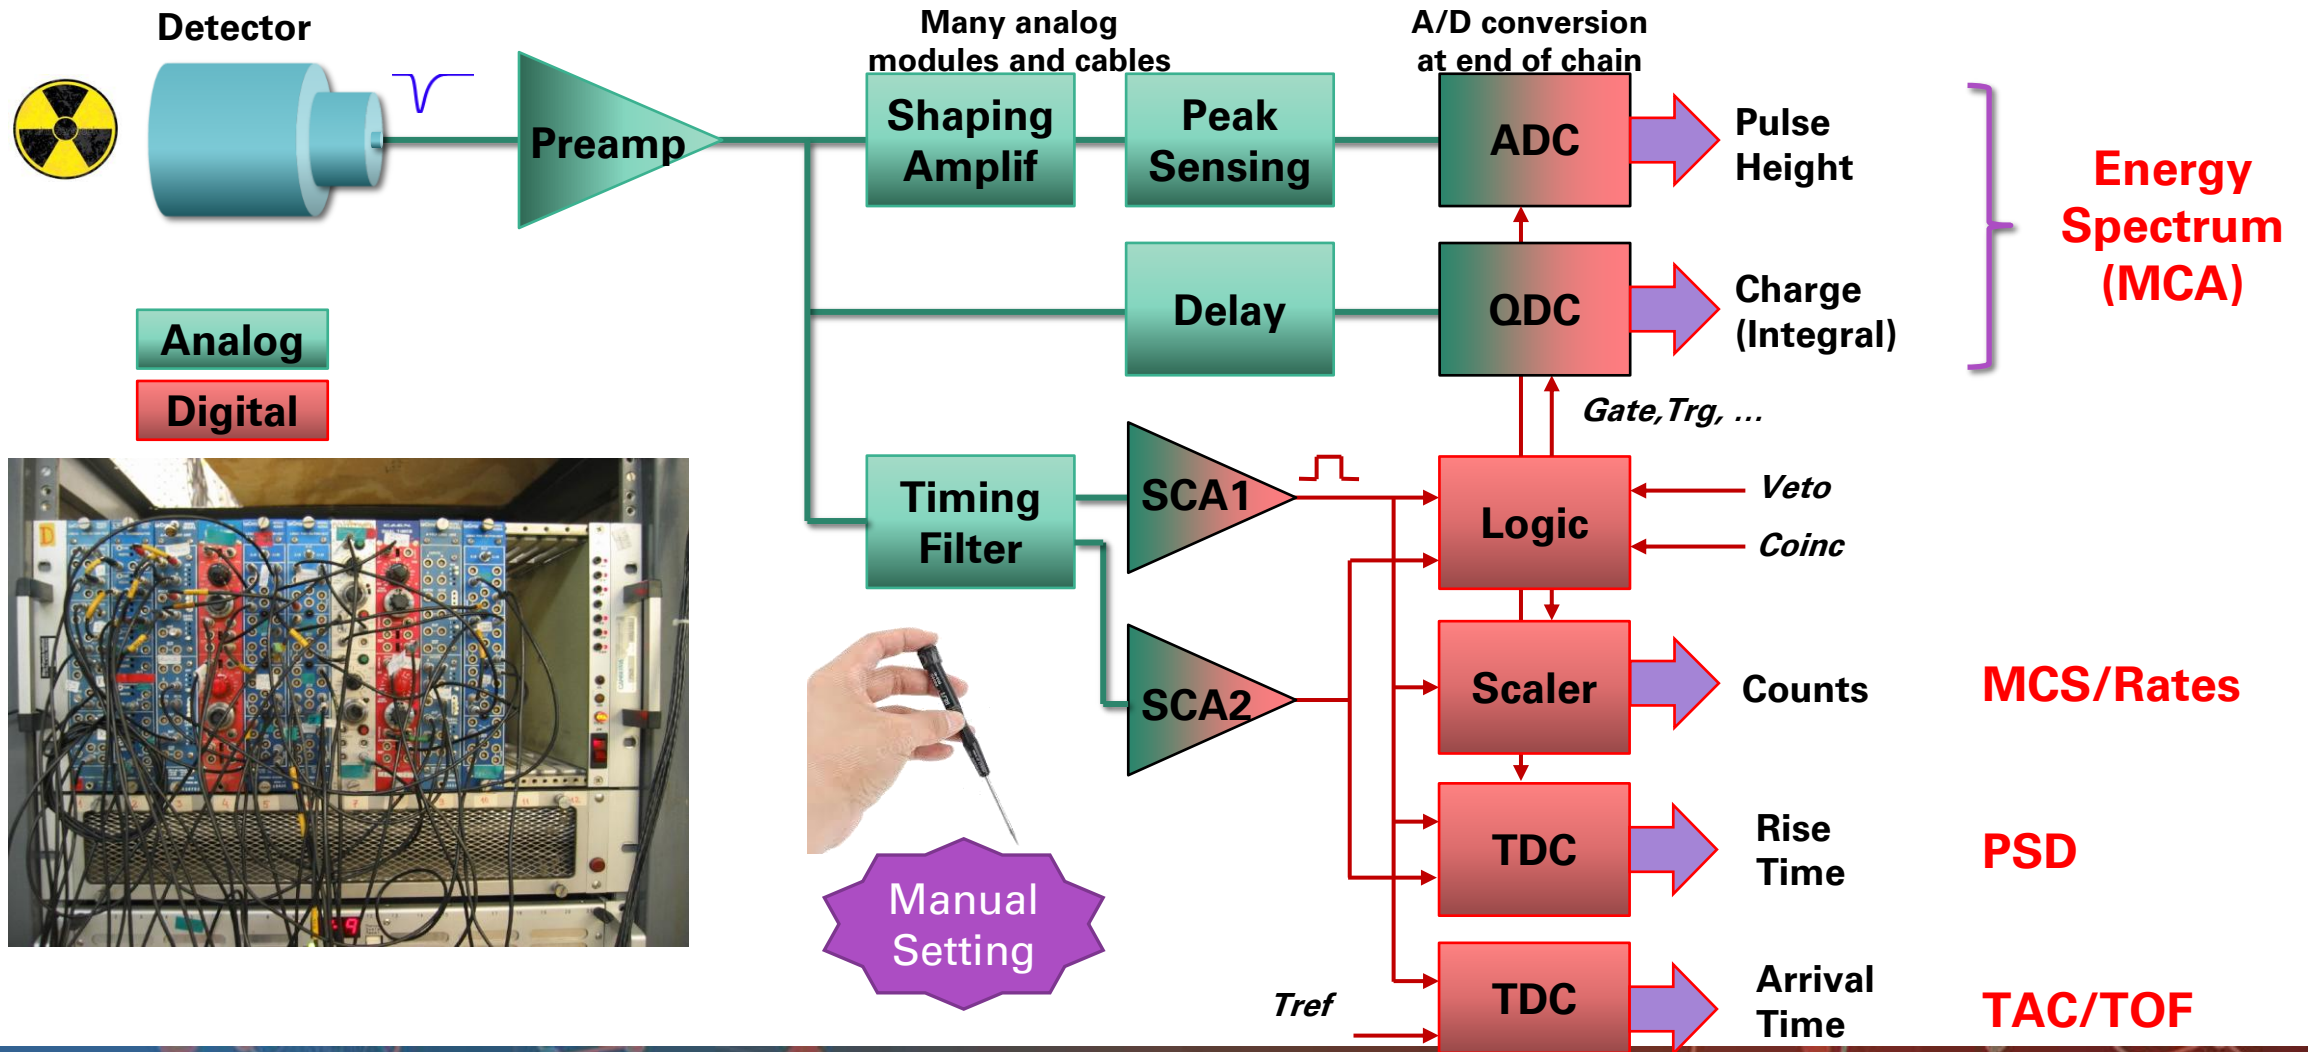 Detector
Many analog
modules and cables
A/D conversion
at end of chain
Preamp
Shaping
Amplif
Peak
Sensing
ADC
Pulse
Height
Energy
Spectrum
(MCA)
Delay
QDC
Charge
(Integral)
Analog
Digital
Gate,Trg, ...
Timing
Filter
SCA1
Logic
Veto
Coinc
SCA2
Scaler
Counts
MCS/Rates
TDC
Rise
Time
PSD
Manual
Setting
Tref
TDC
Arrival
Time
TAC/TOF